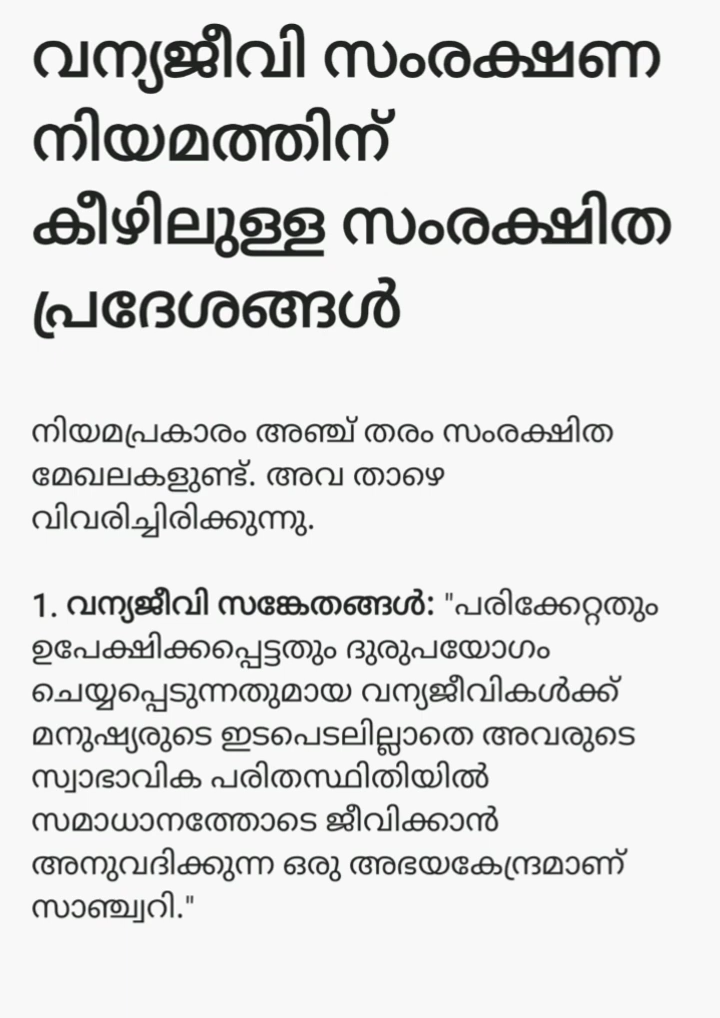 വന്യജീവി സംരക്ഷണ
നിയമത്തിന്
കീഴിലുള്ള സംരക്ഷിത
പ്രദേശങ്ങൾ
നിയമപ്രകാരം അഞ്ച് തരം സംരക്ഷിത
മേഖലകളുണ്ട്. അവ താഴെ
വിവരിച്ചിരിക്കുന്നു.
1. വന്യജീവി സങ്കേതങ്ങൾ: "പരിക്കേറ്റതും
ഉപേക്ഷിക്കപ്പെട്ടതും ദുരുപയോഗം
ചെയ്യപ്പെടുന്നതുമായ വന്യജീവികൾക്ക്
മനുഷ്യരുടെ ഇടപെടലില്ലാതെ അവരുടെ
സ്വാഭാവിക പരിതസ്ഥിതിയിൽ
സമാധാനത്തോടെ ജീവിക്കാൻ
അനുവദിക്കുന്ന ഒരു അഭയകേന്ദ്രമാണ്
സാഞ്ച്വറി."